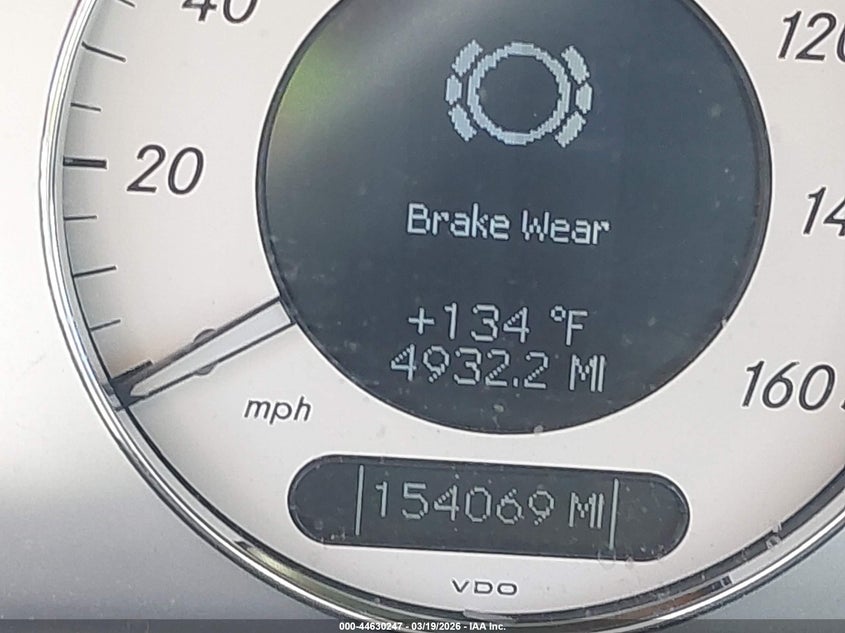 40
120
20
Brake Wear
14
+134 °F
4932.2 MI
160
mph
154069 MI
VDO
000-44630247 - 03/19/2026 - IAA Inc.